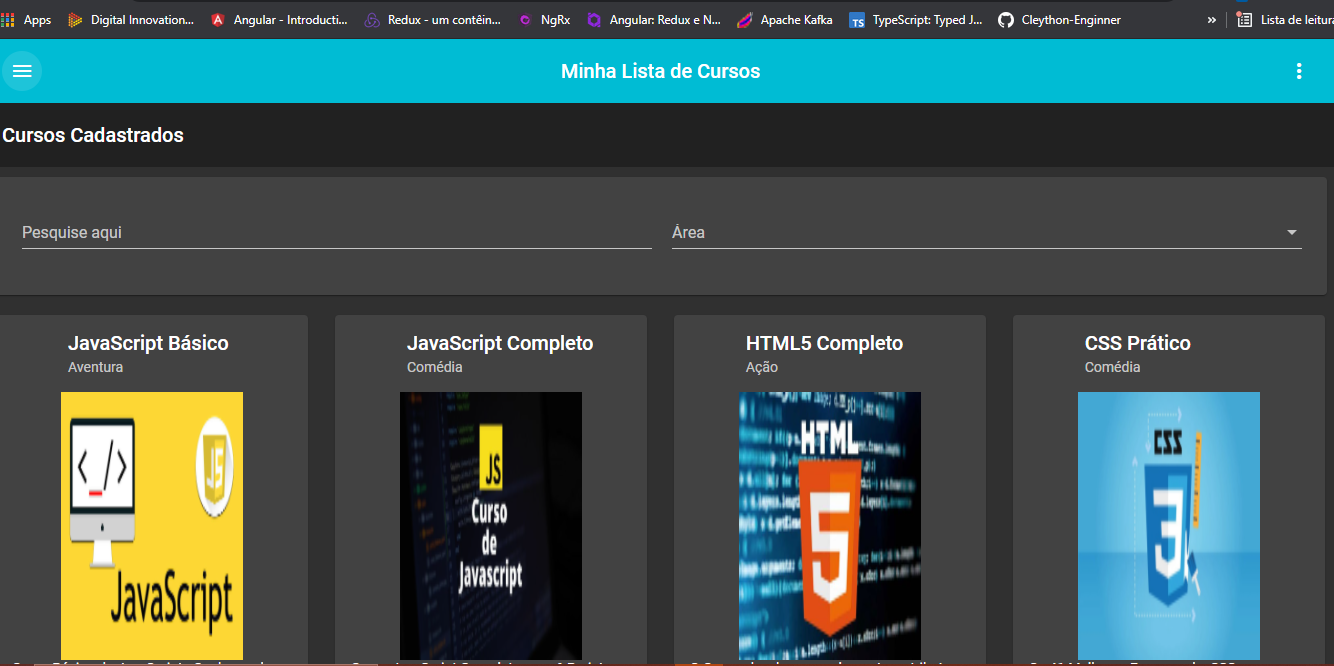 Apps Digital Innovation... Angular - Introducti... Redux - um contêin... NgRx Angular: Redux e N... Apache Kafka TypeScript: Typed J... Cleython-Enginner » Lista de leitura
Minha Lista de Cursos
Cursos Cadastrados
Pesquise aqui Área
JavaScript Básico JavaScript Completo HTML5 Completo CSS Prático
Aventura Comédia Ação Comédia
</> JS JavaScript
JS
Curso
de
Javascript
HTML
5
CSS
3